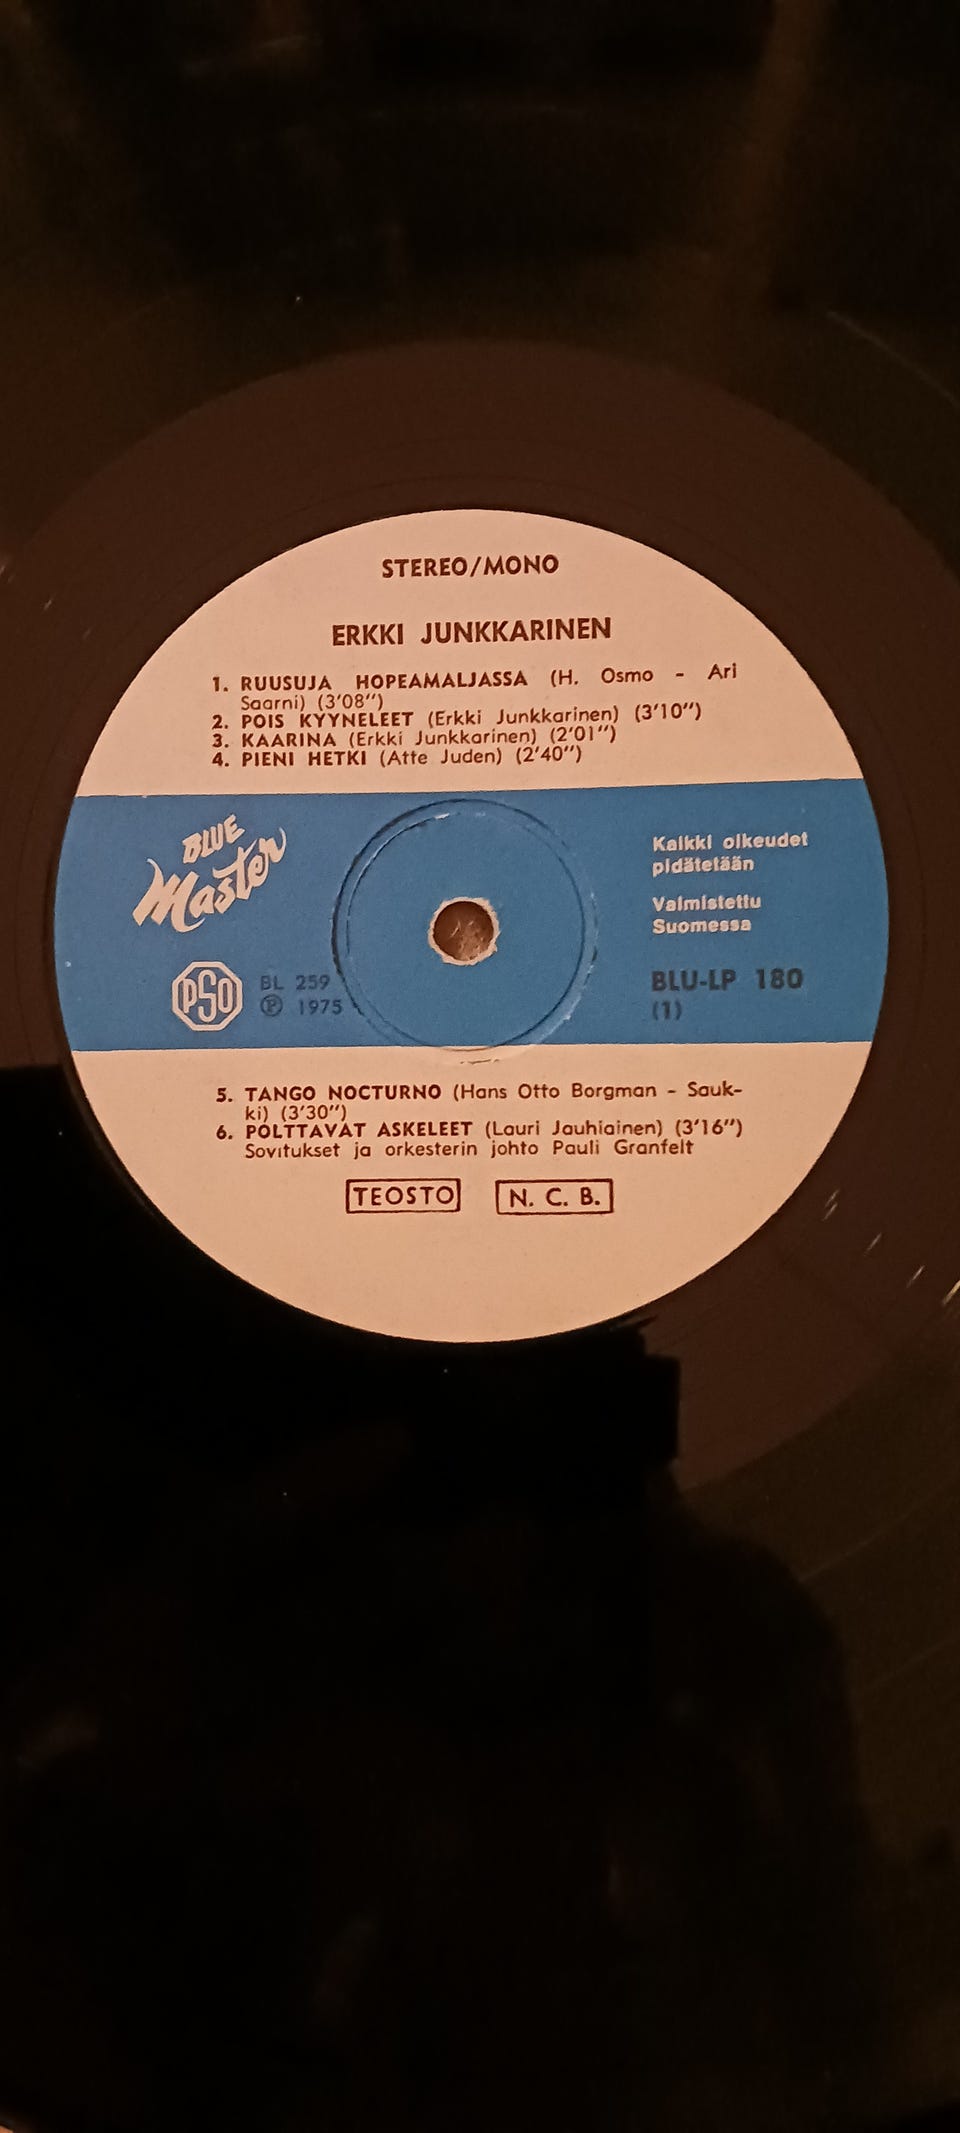 STEREO/MONO
ERKKI JUNKKARINEN
1. RUUSUJA HOPEAMALJASSA (H. Osmo - Ari
Saarni) (3'08")
2. POIS KYYNELEET (Erkki Junkkarinen) (3'10")
3. KAARINA (Erkki Junkkarinen) (2'01")
4. PIENI HETKI (Atte Juden) (2'40")
BLUE
Master
PSO
BL 259
Ⓟ 1975
Kaikki oikeudet
pidätetään
Valmistettu
Suomessa
BLU-LP 180
(1)
5. TANGO NOCTURNO (Hans Otto Borgman - Sauk-
ki) (3'30")
6. POLTTAVAT ASKELEET (Lauri Jauhiainen) (3'16")
Sovitukset ja orkesterin johto Pauli Granfelt
TEOSTO N. C. B.